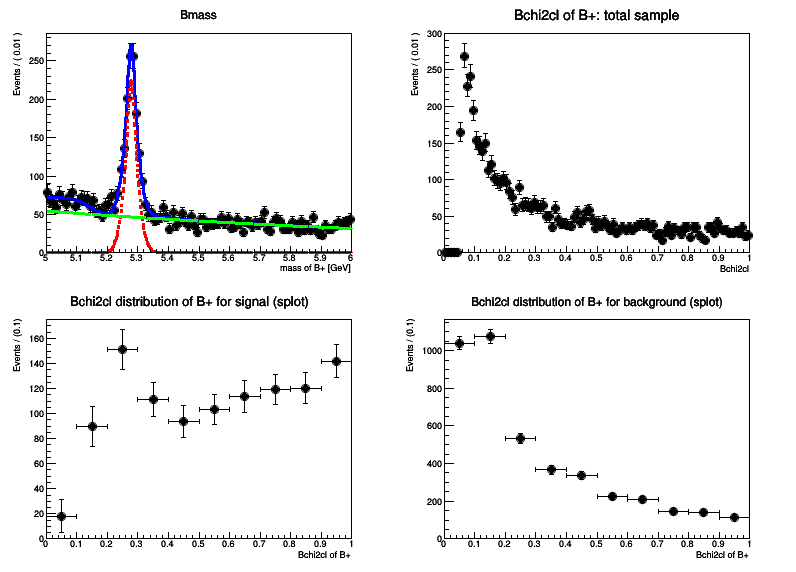 Bmass
Events / ( 0.01 )
250
200
150
100
50
0
5 5.1 5.2 5.3 5.4 5.5 5.6 5.7 5.8 5.9 6
mass of B+ [GeV]
Bchi2cl of B+: total sample
Events / ( 0.01 )
300
250
200
150
100
50
0
0 0.1 0.2 0.3 0.4 0.5 0.6 0.7 0.8 0.9 1
Bchi2cl
Bchi2cl distribution of B+ for signal (splot)
Events / (0.1)
160
140
120
100
80
60
40
20
0
0 0.1 0.2 0.3 0.4 0.5 0.6 0.7 0.8 0.9 1
Bchi2cl of B+
Bchi2cl distribution of B+ for background (splot)
Events / (0.1)
1000
800
600
400
200
0
0 0.1 0.2 0.3 0.4 0.5 0.6 0.7 0.8 0.9 1
Bchi2cl of B+